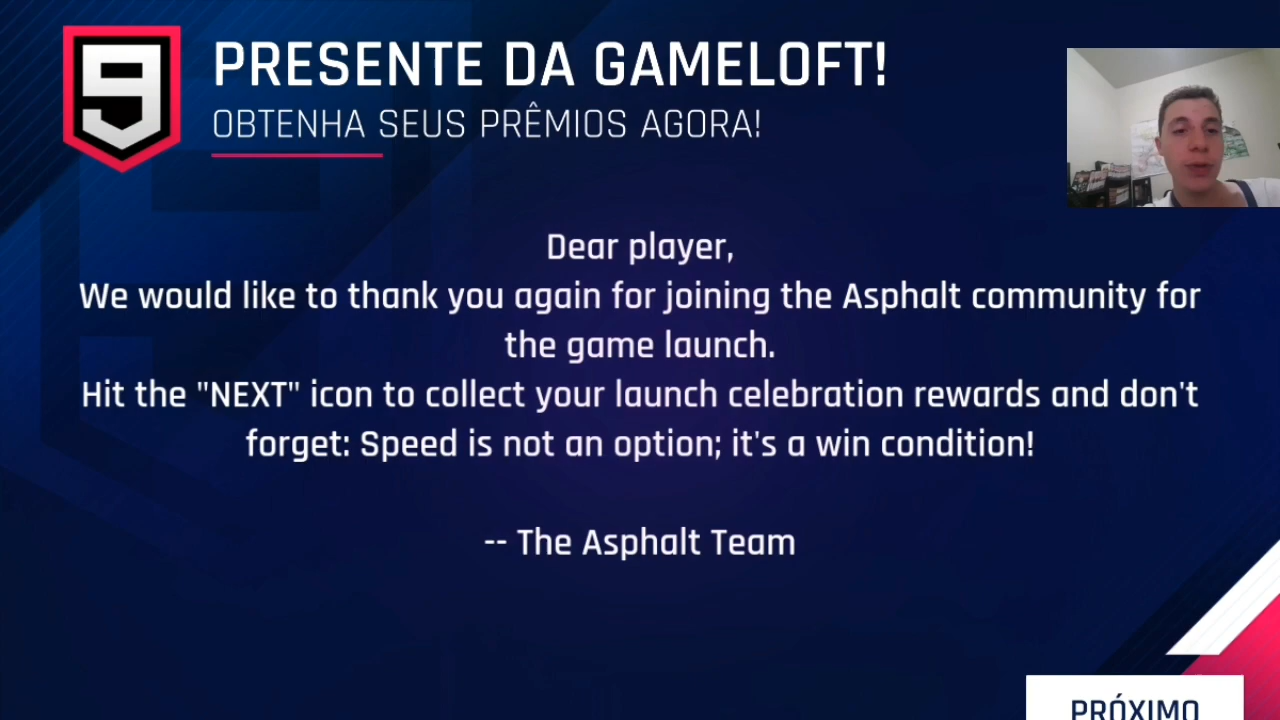 9
PRESENTE DA GAMELOFT!
OBTENHA SEUS PRÊMIOS AGORA!
Dear player,
We would like to thank you again for joining the Asphalt community for
the game launch.
Hit the "NEXT" icon to collect your launch celebration rewards and don't
forget: Speed is not an option; it's a win condition!
-- The Asphalt Team
PRÓXIMO